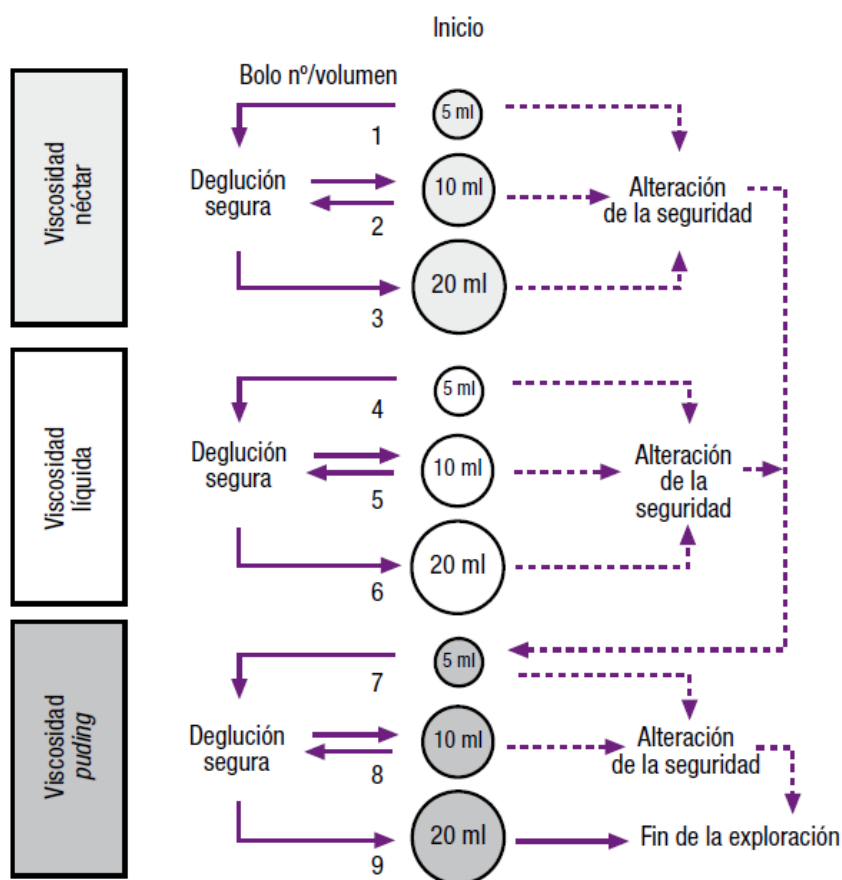 Inicio
Bolo nº/volumen
Viscosidad
néctar
1
5 ml
Deglución
segura
10 ml
2
Alteración
de la seguridad
20 ml
3
Viscosidad
líquida
4
5 ml
Deglución
segura
10 ml
5
Alteración
de la
seguridad
20 ml
6
Viscosidad
puding
7
5 ml
Deglución
segura
10 ml
8
Alteración
de la seguridad
20 ml
9
Fin de la exploración